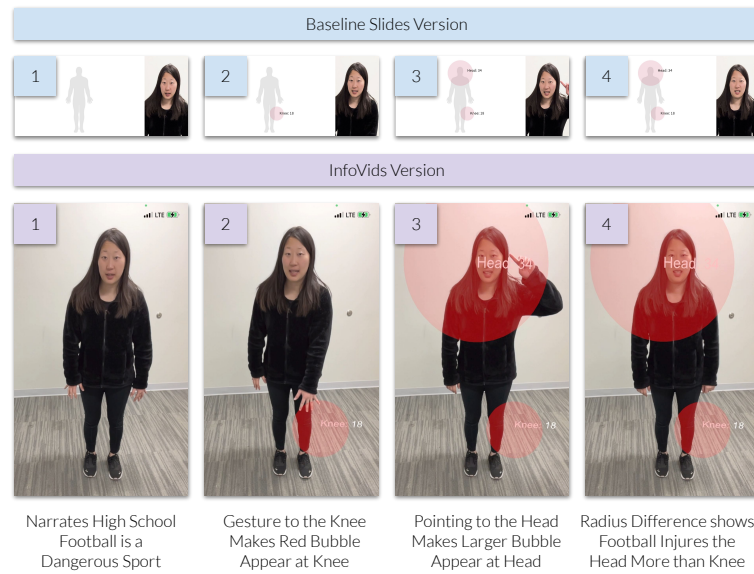 Baseline Slides Version
1
2
Knee: 18
3
Head: 34
Knee: 18
4
Head: 34
Knee: 18
InfoVids Version
1
LTE
2
LTE
Knee: 18
3
LTE
Head: 34
Knee: 18
4
LTE
Head
Knee: 18
Narrates High School
Football is a
Dangerous Sport
Gesture to the Knee
Makes Red Bubble
Appear at Knee
Pointing to the Head
Makes Larger Bubble
Appear at Head
Radius Difference shows
Football Injures the
Head More than Knee